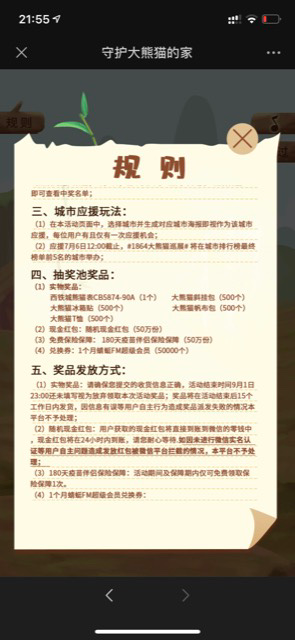 21:55
守护大熊猫的家
规则
规 则
即可查看中奖名单；
三、城市应援玩法：
（1）在本活动页面中，选择城市并生成对应城市海报即视作为该城市
应援，每位用户有且仅有一次应援机会；
（2）应援7月6日12:00截止，#1864大熊猫巡展# 将在城市排行榜最终
榜单前5名的城市举办；
四、抽奖池奖品：
（1）实物奖品：
西铁城熊猫表CB5874-90A（1个） 大熊猫斜挂包（500个）
大熊猫冰箱贴（500个） 大熊猫帆布包（500个）
大熊猫T恤（500个）
（2）现金红包：随机现金红包（50万份）
（3）免费保险保障： 180天疫苗伴侣保险保障（50万份）
（4）兑换券：1个月蜻蜓FM超级会员（50000个）
五、奖品发放方式：
（1）实物奖品：请确保您提交的收货信息正确，活动结束时间9月1日
23:00还未填写视为放弃领取本次活动奖品；奖品将在活动结束后15个
工作日内发货，因信息有误等用户自主行为造成奖品派发失败的情况本
平台不予处理；
（2）随机现金红包：用户获取的现金红包将直接到账到微信的零钱中
，现金红包将在24小时内到账，请您耐心等待.如因未进行微信实名认
证等用户自主问题造成发放红包被微信平台拦截的情况，本平台不予处
理；
（3）180天疫苗伴侣保险保障：活动期间及保障期内仅可免费领取保
险保障1次。
（4）1个月蜻蜓FM超级会员兑换券：